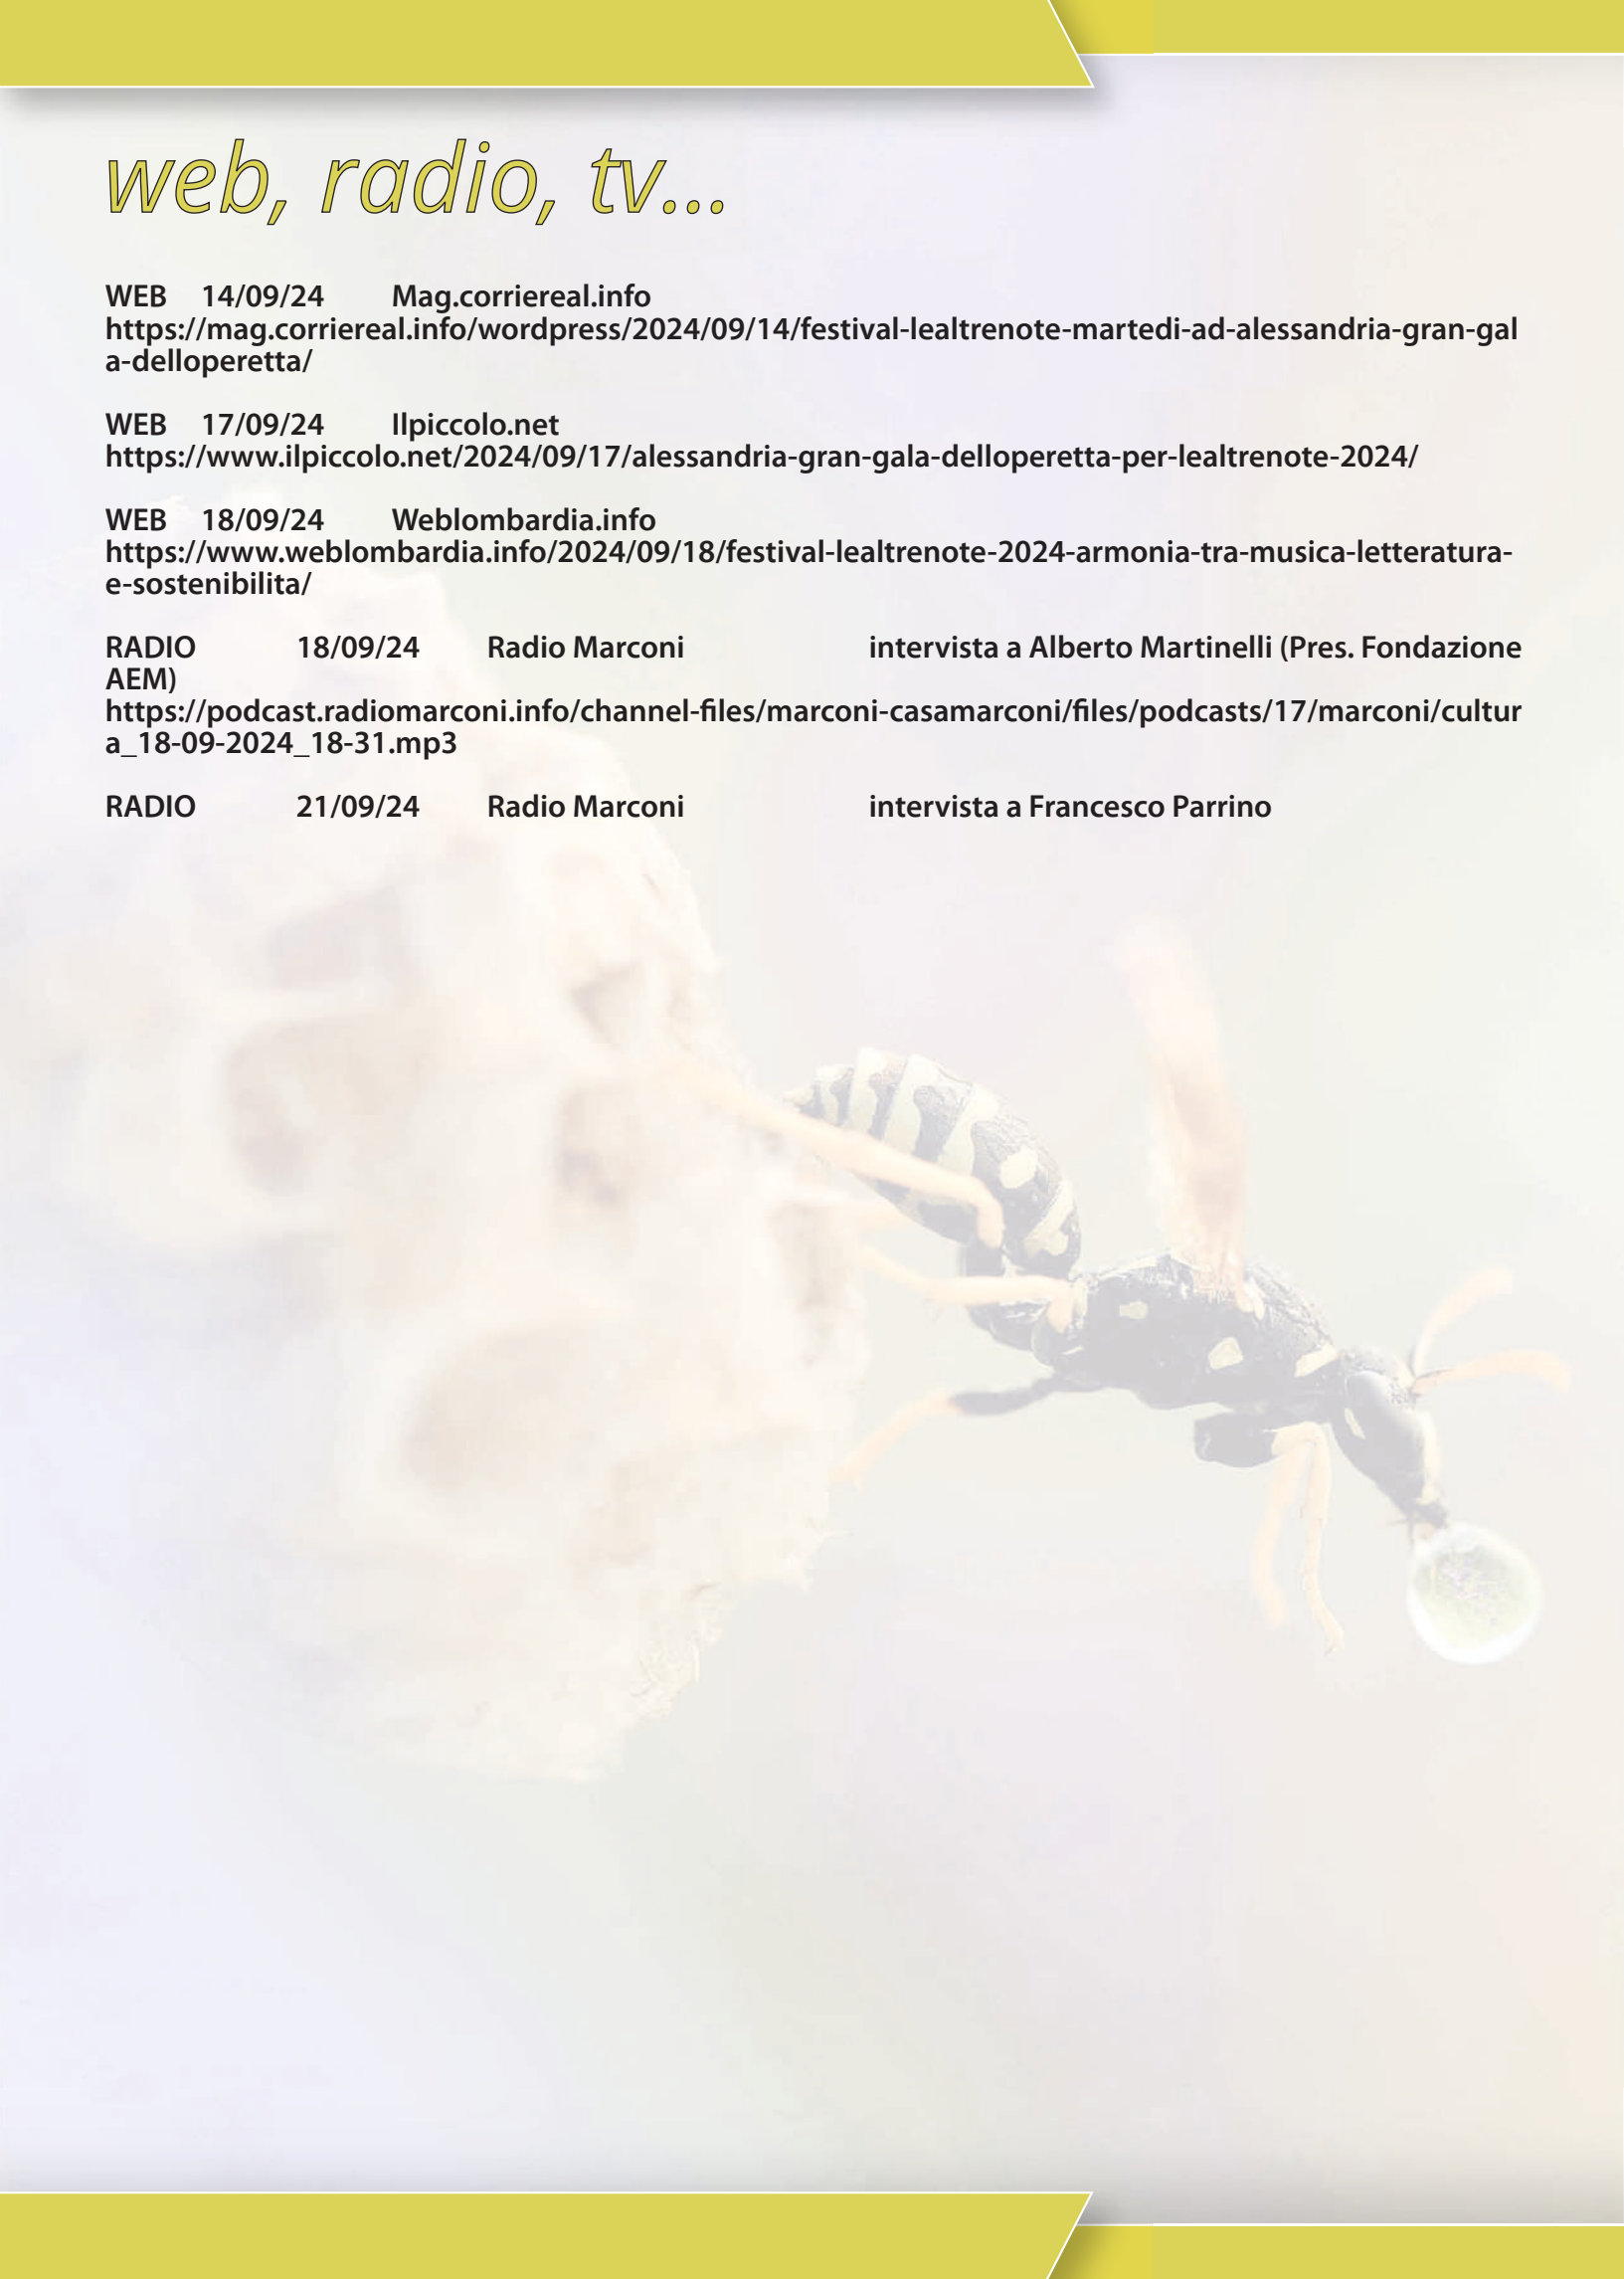 web, radio, tv...
WEB 14/09/24 Mag.corriereal.info
https://mag.corriereal.info/wordpress/2024/09/14/festival-lealtrenote-martedi-ad-alessandria-gran-gal
a-delloperetta/
WEB 17/09/24 Ilpiccolo.net
https://www.ilpiccolo.net/2024/09/17/alessandria-gran-gala-delloperetta-per-lealtrenote-2024/
WEB 18/09/24 Weblombardia.info
https://www.weblombardia.info/2024/09/18/festival-lealtrenote-2024-armonia-tra-musica-letteratura-
e-sostenibilita/
RADIO 18/09/24 Radio Marconi intervista a Alberto Martinelli (Pres. Fondazione
AEM)
https://podcast.radiomarconi.info/channel-files/marconi-casamarconi/files/podcasts/17/marconi/cultur
a_18-09-2024_18-31.mp3
RADIO 21/09/24 Radio Marconi intervista a Francesco Parrino